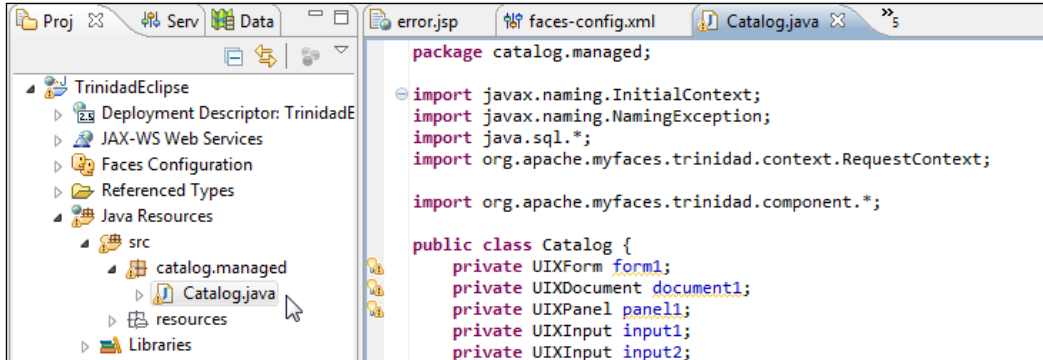 Proj Serv Data
TrinidadEclipse
2.5 Deployment Descriptor: TrinidadE
JAX-WS Web Services
Faces Configuration
Referenced Types
Java Resources
src
catalog.managed
Catalog.java
resources
Libraries
error.jsp faces-config.xml Catalog.java »5
package catalog.managed;
import javax.naming.InitialContext;
import javax.naming.NamingException;
import java.sql.*;
import org.apache.myfaces.trinidad.context.RequestContext;
import org.apache.myfaces.trinidad.component.*;
public class Catalog {
private UIXForm form1;
private UIXDocument document1;
private UIXPanel panel1;
private UIXInput input1;
private UIXInput input2;